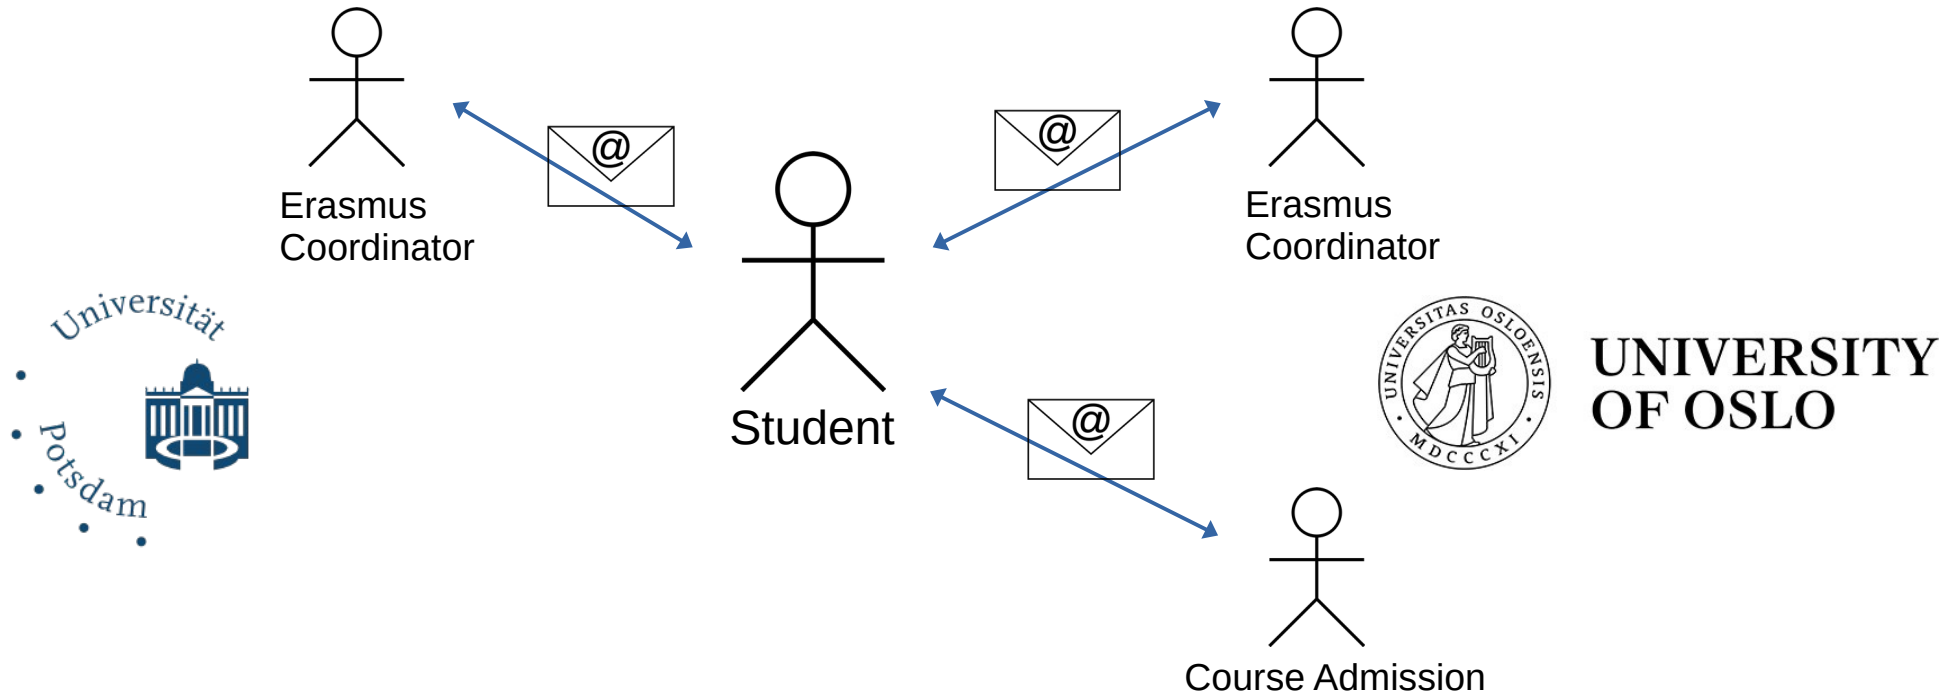 @
@
Erasmus
Coordinator
Erasmus
Coordinator
Universität
Potsdam
UNIVERSITAS OSLOENSIS
MDCCCXI
UNIVERSITY
OF OSLO
Student
@
Course Admission